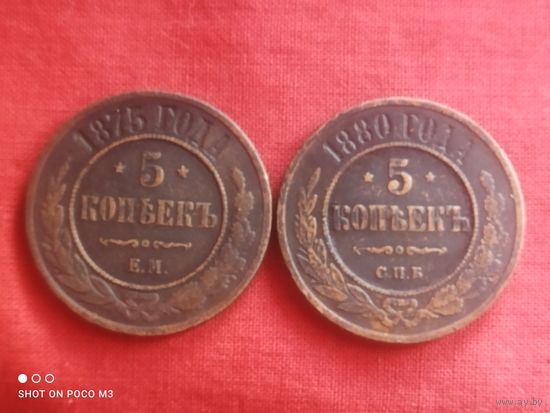 1875 ГОДА
5
КОПѢЕКЪ
Е.М.
1880 ГОДА
5
КОПѢЕКЪ
С.П.Б.
SHOT ON POCO M3
www.ay.by